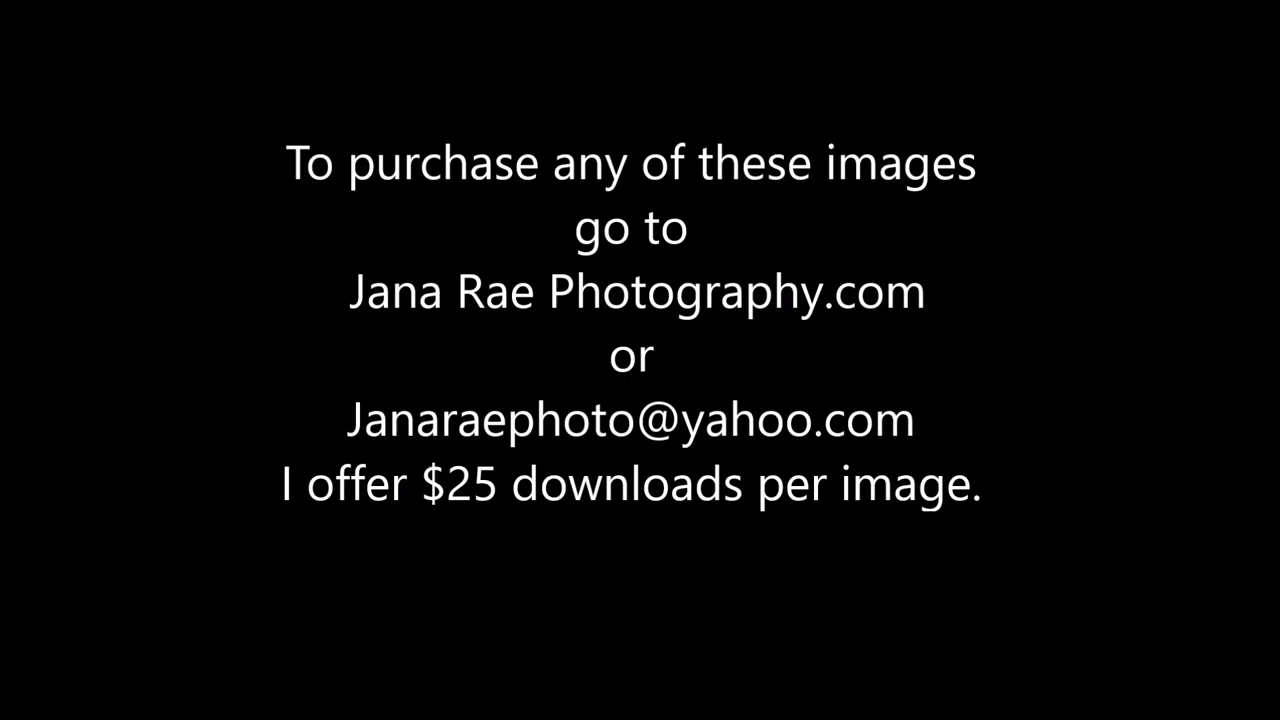 To purchase any of these images
go to
Jana Rae Photography.com
or
Janaraephoto@yahoo.com
I offer $25 downloads per image.